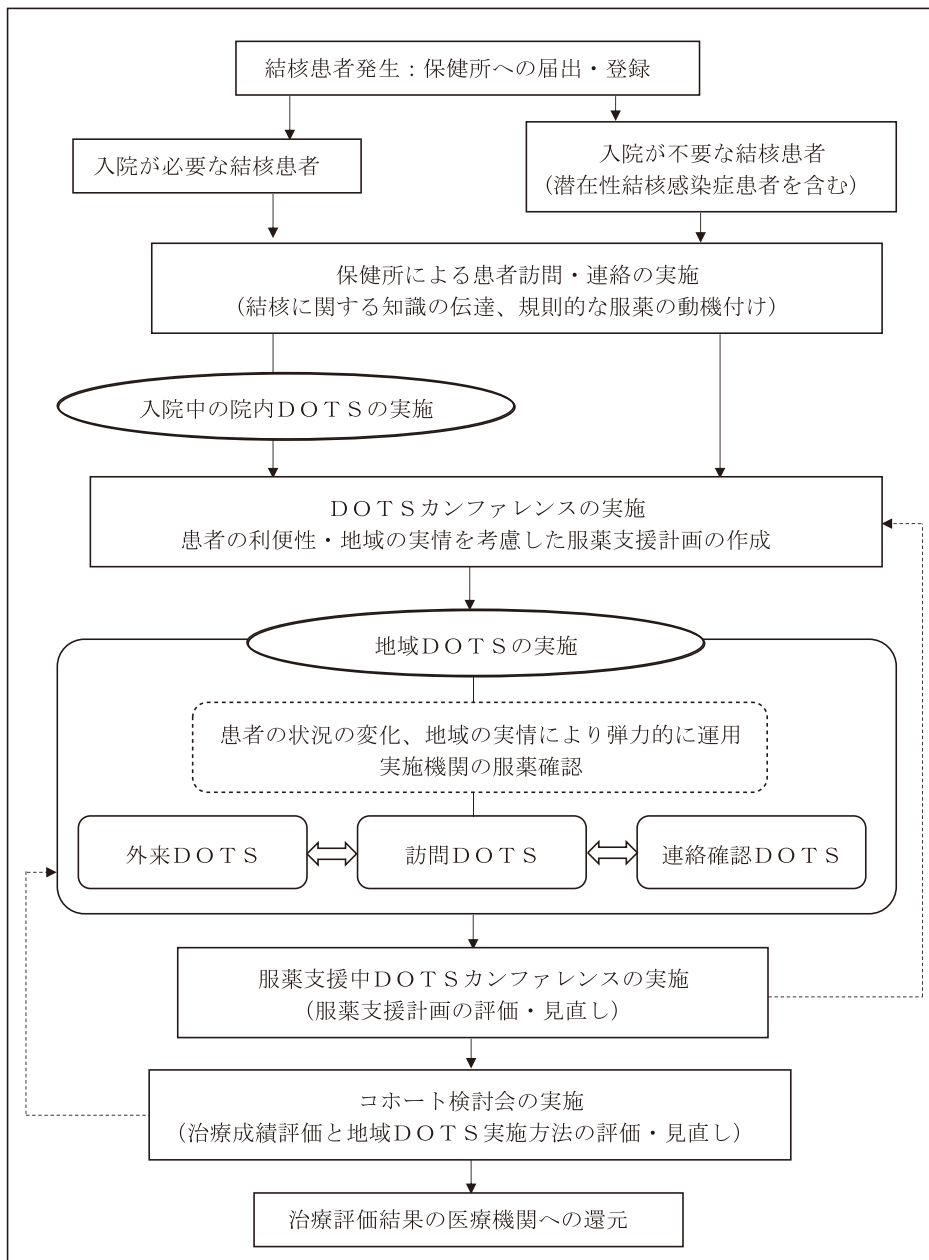 結核患者発生：保健所への届出・登録
入院が必要な結核患者
入院が不要な結核患者
（潜在性結核感染症患者を含む）
保健所による患者訪問・連絡の実施
（結核に関する知識の伝達、規則的な服薬の動機付け）
入院中の院内ＤＯＴＳの実施
ＤＯＴＳカンファレンスの実施
患者の利便性・地域の実情を考慮した服薬支援計画の作成
地域ＤＯＴＳの実施
患者の状況の変化、地域の実情により弾力的に運用
実施機関の服薬確認
外来ＤＯＴＳ
訪問ＤＯＴＳ
連絡確認ＤＯＴＳ
服薬支援中ＤＯＴＳカンファレンスの実施
（服薬支援計画の評価・見直し）
コホート検討会の実施
（治療成績評価と地域ＤＯＴＳ実施方法の評価・見直し）
治療評価結果の医療機関への還元